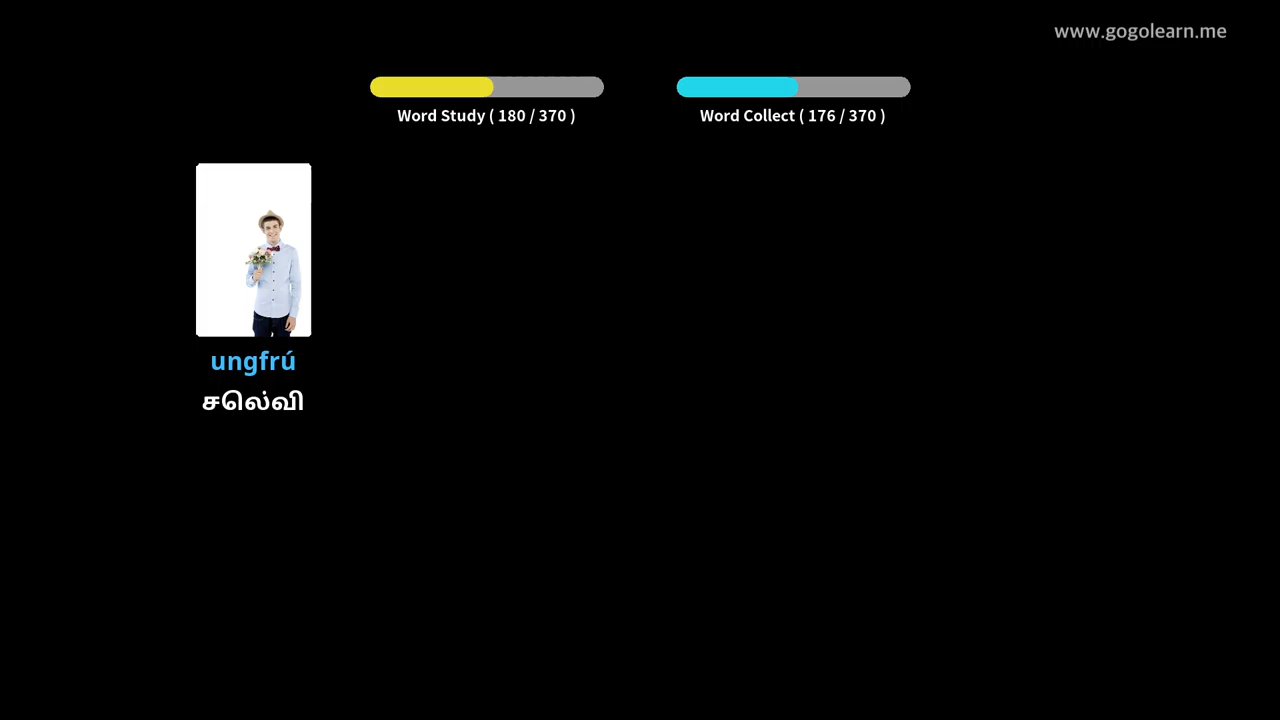 www.gogolearn.me
Word Study ( 180 / 370 )
Word Collect ( 176 / 370 )
ungfrú
சலெ்வி